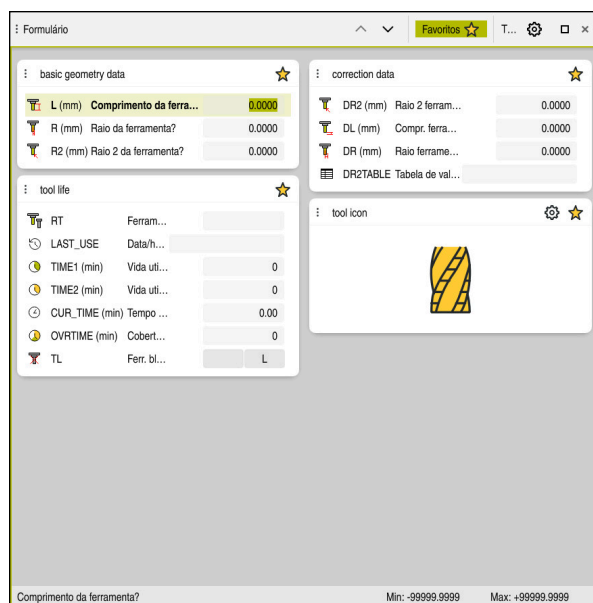 Formulário
Favoritos
T...
basic geometry data
L (mm) Comprimento da ferra... 0.0000
R (mm) Raio da ferramenta? 0.0000
R2 (mm) Raio 2 da ferramenta? 0.0000
tool life
RT Ferram...
LAST_USE Data/h...
TIME1 (min) Vida uti... 0
TIME2 (min) Vida uti... 0
CUR_TIME (min) Tempo ... 0.00
OVRTIME (min) Cobert... 0
TL Ferr. bl... L
correction data
DR2 (mm) Raio 2 ferram... 0.0000
DL (mm) Compr. ferra... 0.0000
DR (mm) Raio ferrame... 0.0000
DR2TABLE Tabela de val...
tool icon
Comprimento da ferramenta? Min: -99999.9999 Max: +99999.9999